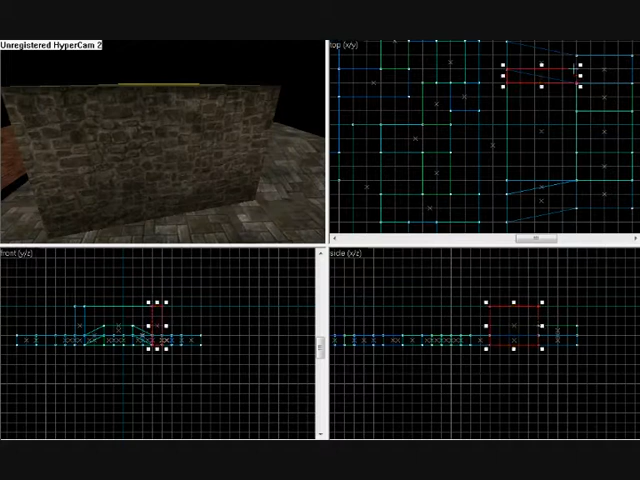 Unregistered HyperCam 2
top (x/y)
front (y/z)
side (x/z)